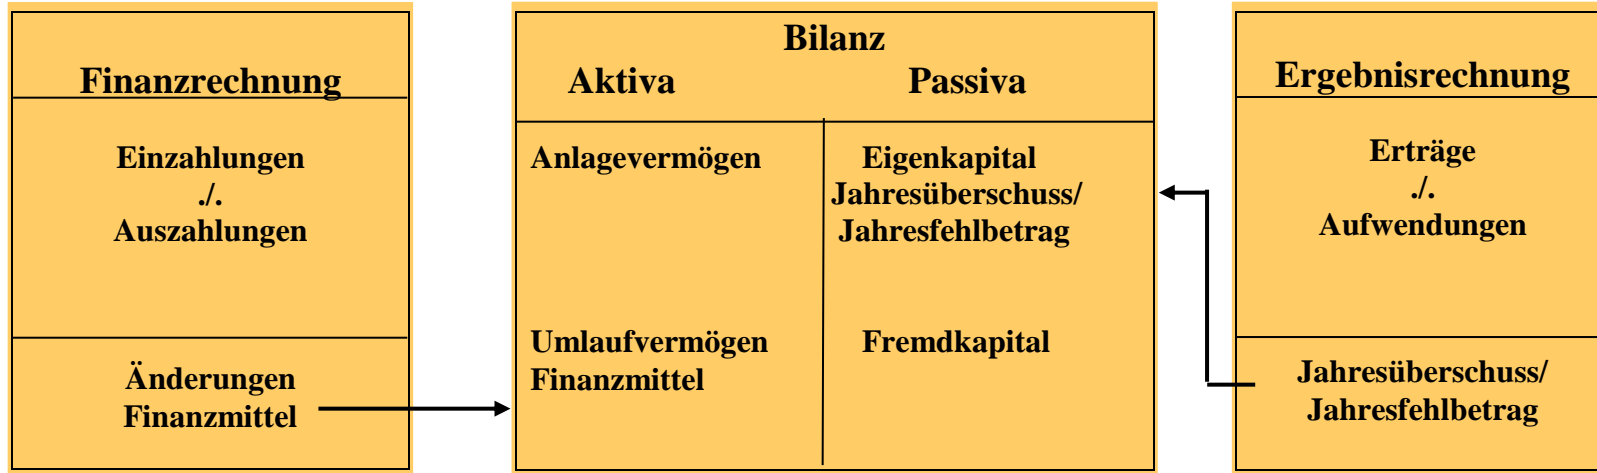 Finanzrechnung
Einzahlungen
./.
Auszahlungen
Änderungen
Finanzmittel
Bilanz
Aktiva Passiva
Anlagevermögen Eigenkapital
Jahresüberschuss/
Jahresfehlbetrag
Umlaufvermögen Fremdkapital
Finanzmittel
Ergebnisrechnung
Erträge
./.
Aufwendungen
Jahresüberschuss/
Jahresfehlbetrag